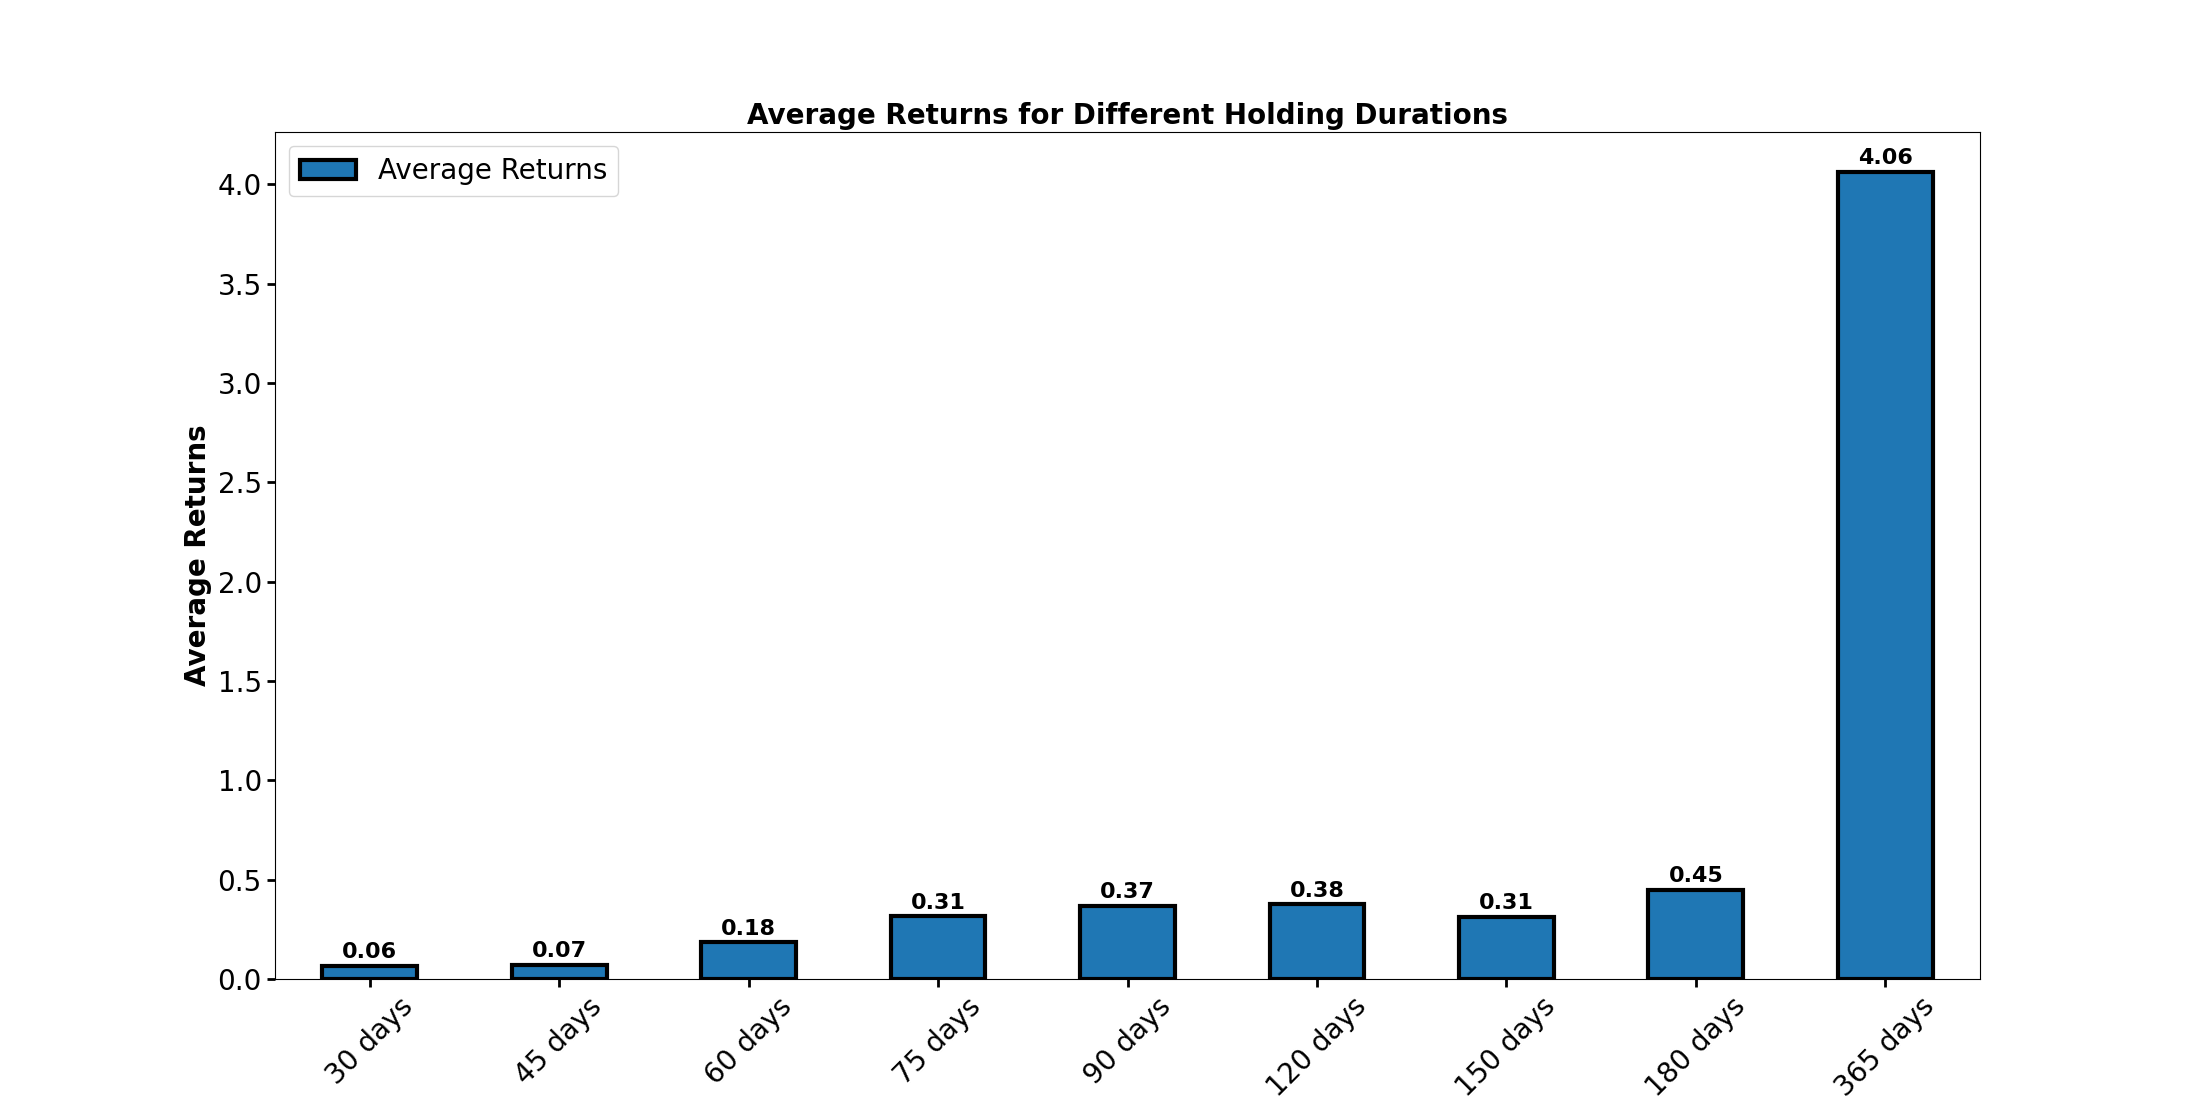 Average Returns for Different Holding Durations
Average Returns
Average Returns
4.0
3.5
3.0
2.5
2.0
1.5
1.0
0.5
0.0
0.06
0.07
0.18
0.31
0.37
0.38
0.31
0.45
4.06
30 days
45 days
60 days
75 days
90 days
120 days
150 days
180 days
365 days